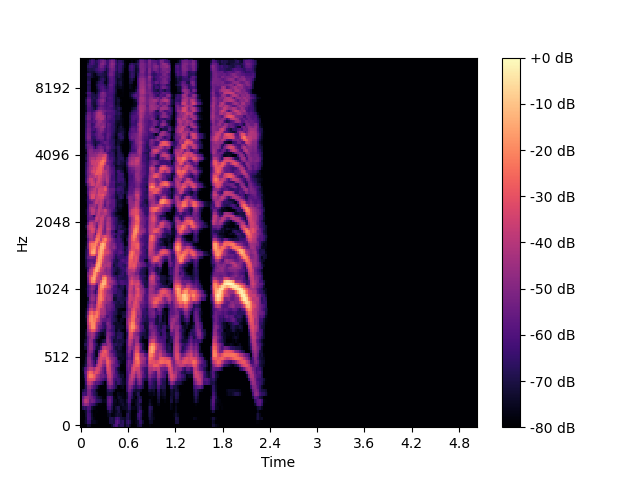 +0 dB
8192
-10 dB
4096
-20 dB
-30 dB
2048
Hz
-40 dB
1024
-50 dB
-60 dB
512
-70 dB
0
-80 dB
0 0.6 1.2 1.8 2.4 3 3.6 4.2 4.8
Time